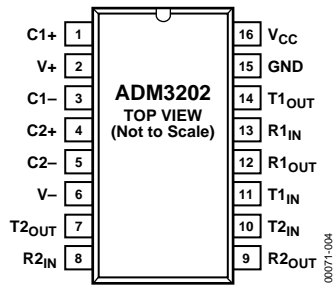 C1+ 1 16 VCC
V+ 2 15 GND
C1– 3 ADM3202 14 T1OUT
TOP VIEW
C2+ 4 (Not to Scale) 13 R1IN
C2– 5 12 R1OUT
V– 6 11 T1IN
T2OUT 7 10 T2IN
R2IN 8 9 R2OUT
00071-004